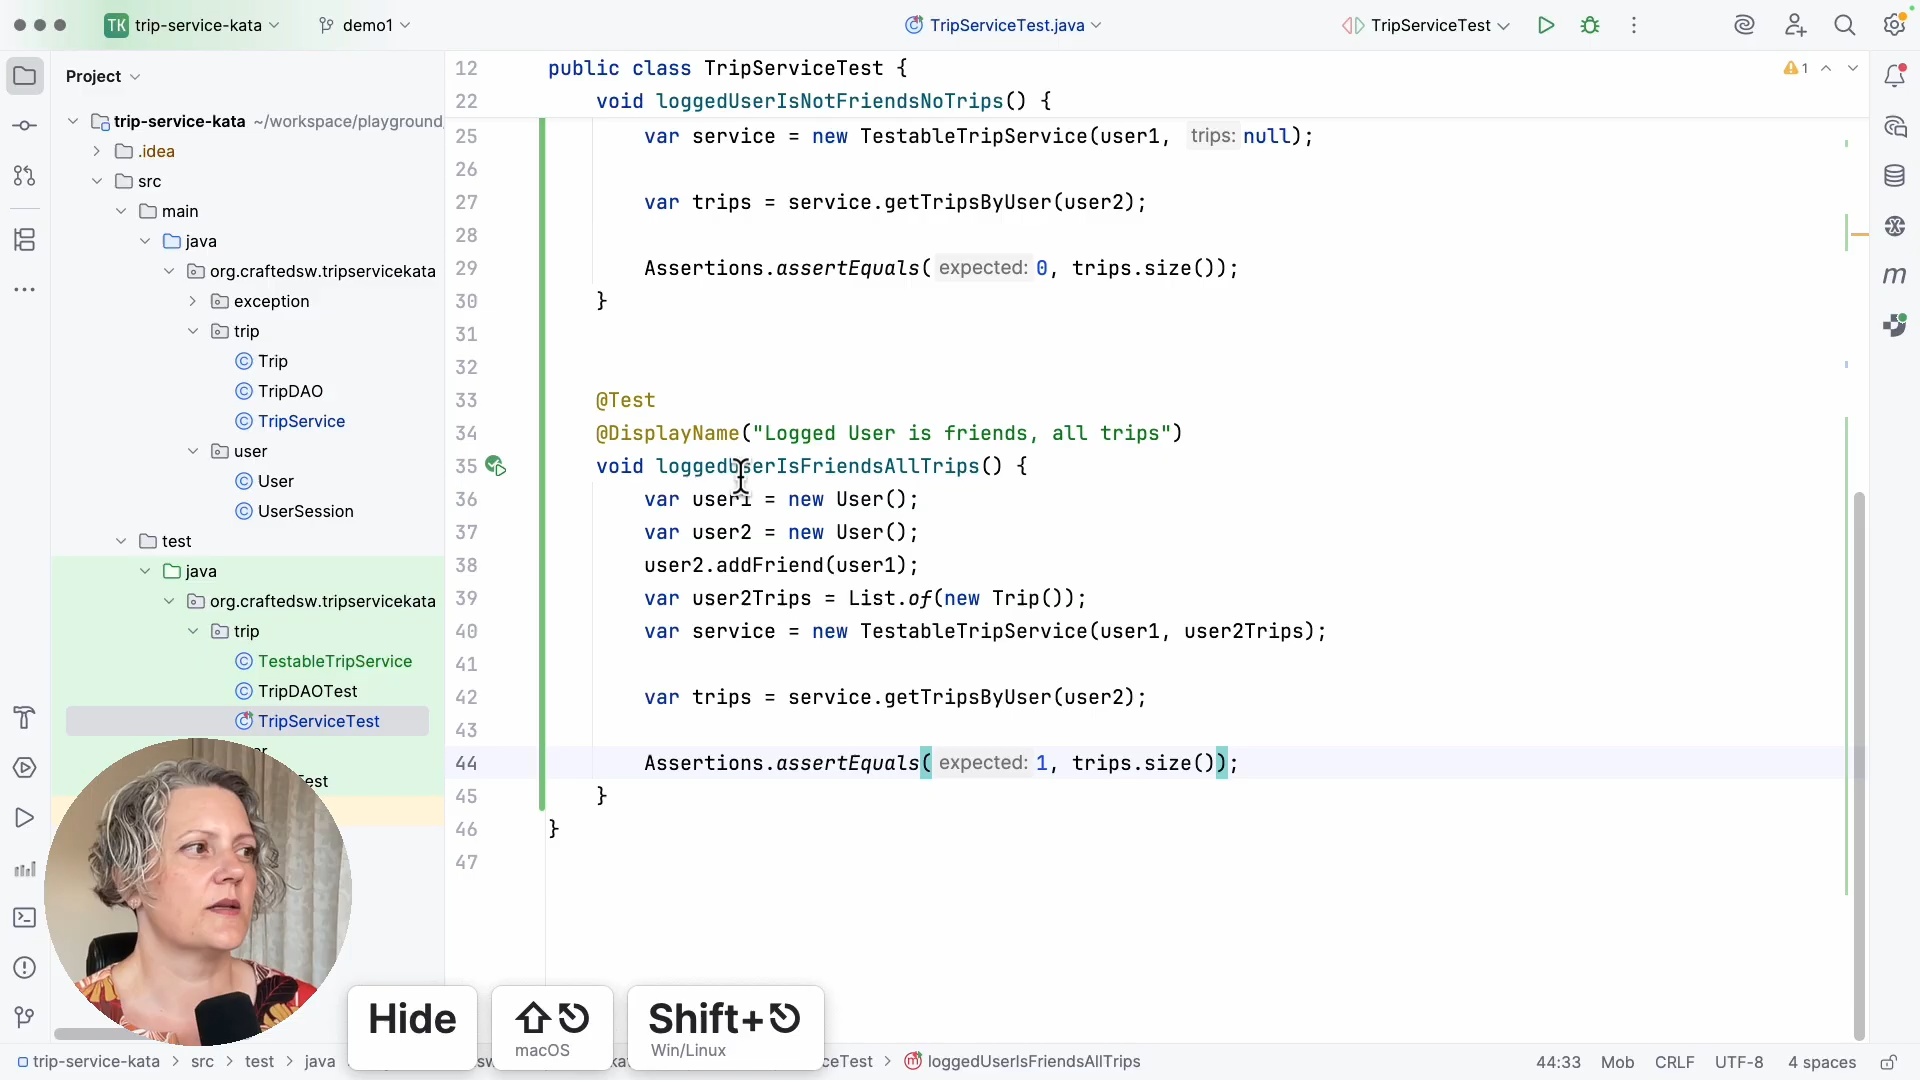 TK trip-service-kata
demo1
TripServiceTest.java
TripServiceTest
Project
trip-service-kata ~/workspace/playground
.idea
src
main
java
org.craftedsw.tripservicekata
exception
trip
Trip
TripDAO
TripService
user
User
UserSession
test
java
org.craftedsw.tripservicekata
trip
TestableTripService
TripDAOTest
TripServiceTest
12 public class TripServiceTest {
22 void loggedUserIsNotFriendsNoTrips() {
25 var service = new TestableTripService(user1, trips: null);
26
27 var trips = service.getTripsByUser(user2);
28
29 Assertions.assertEquals( expected: 0, trips.size());
30 }
31
32
33 @Test
34 @DisplayName("Logged User is friends, all trips")
35 void loggedUserIsFriendsAllTrips() {
36 var user1 = new User();
37 var user2 = new User();
38 user2.addFriend(user1);
39 var user2Trips = List.of(new Trip());
40 var service = new TestableTripService(user1, user2Trips);
41
42 var trips = service.getTripsByUser(user2);
43
44 Assertions.assertEquals( expected: 1, trips.size());
45 }
46 }
47
1
m
Hide
⇧⎋
macOS
Shift+⎋
Win/Linux
trip-service-kata > src > test > java
loggedUserIsFriendsAllTrips
44:33 Mob CRLF UTF-8 4 spaces